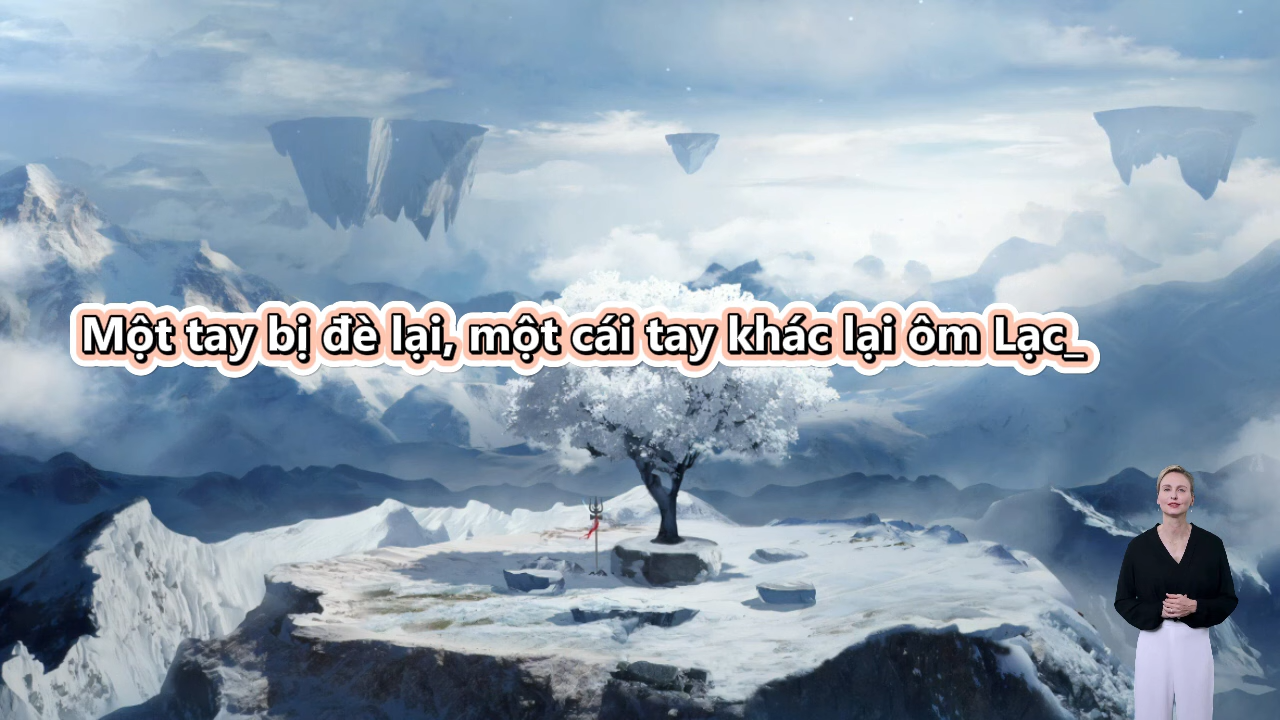 Một tay bị đè lại, một cái tay khác lại ôm Lạc_